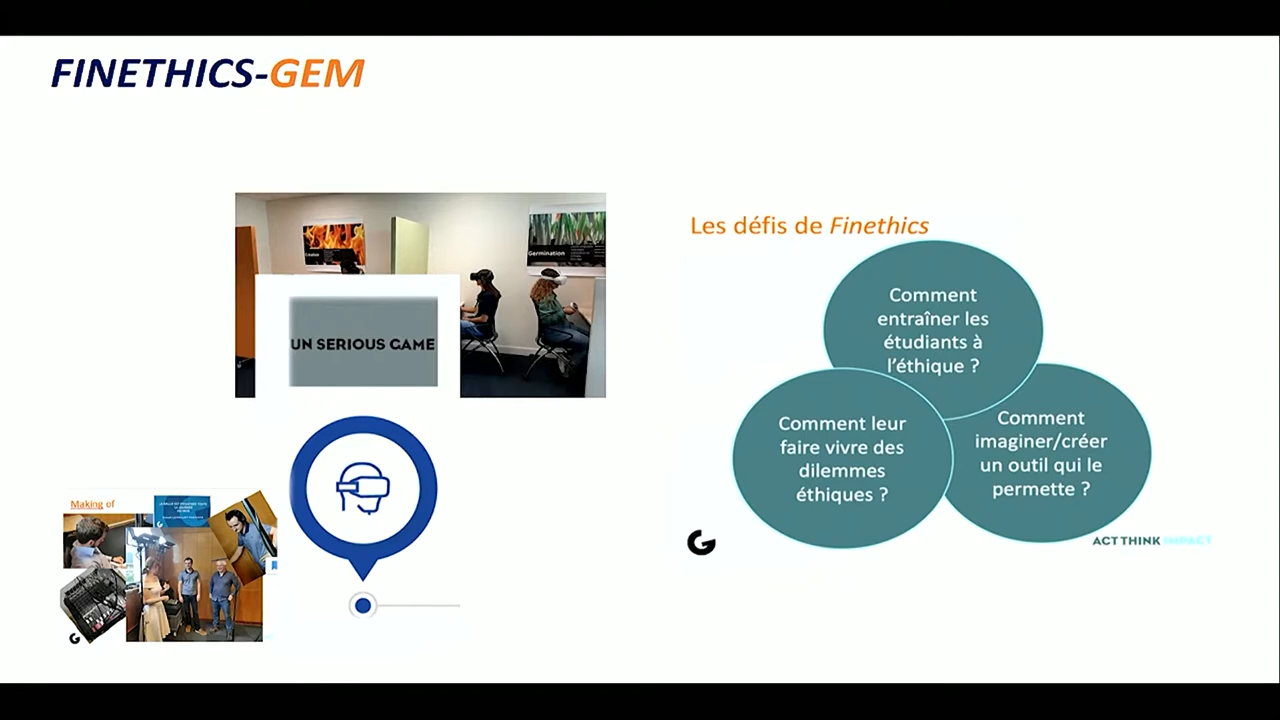 FINETHICS-GEM
Germination
UN SERIOUS GAME
Making of
Les défis de Finethics
Comment
entraîner les
étudiants à
l'éthique ?
Comment leur
faire vivre des
dilemmes
éthiques ?
Comment
imaginer/créer
un outil qui le
permette ?
ACT THINK IMPACT